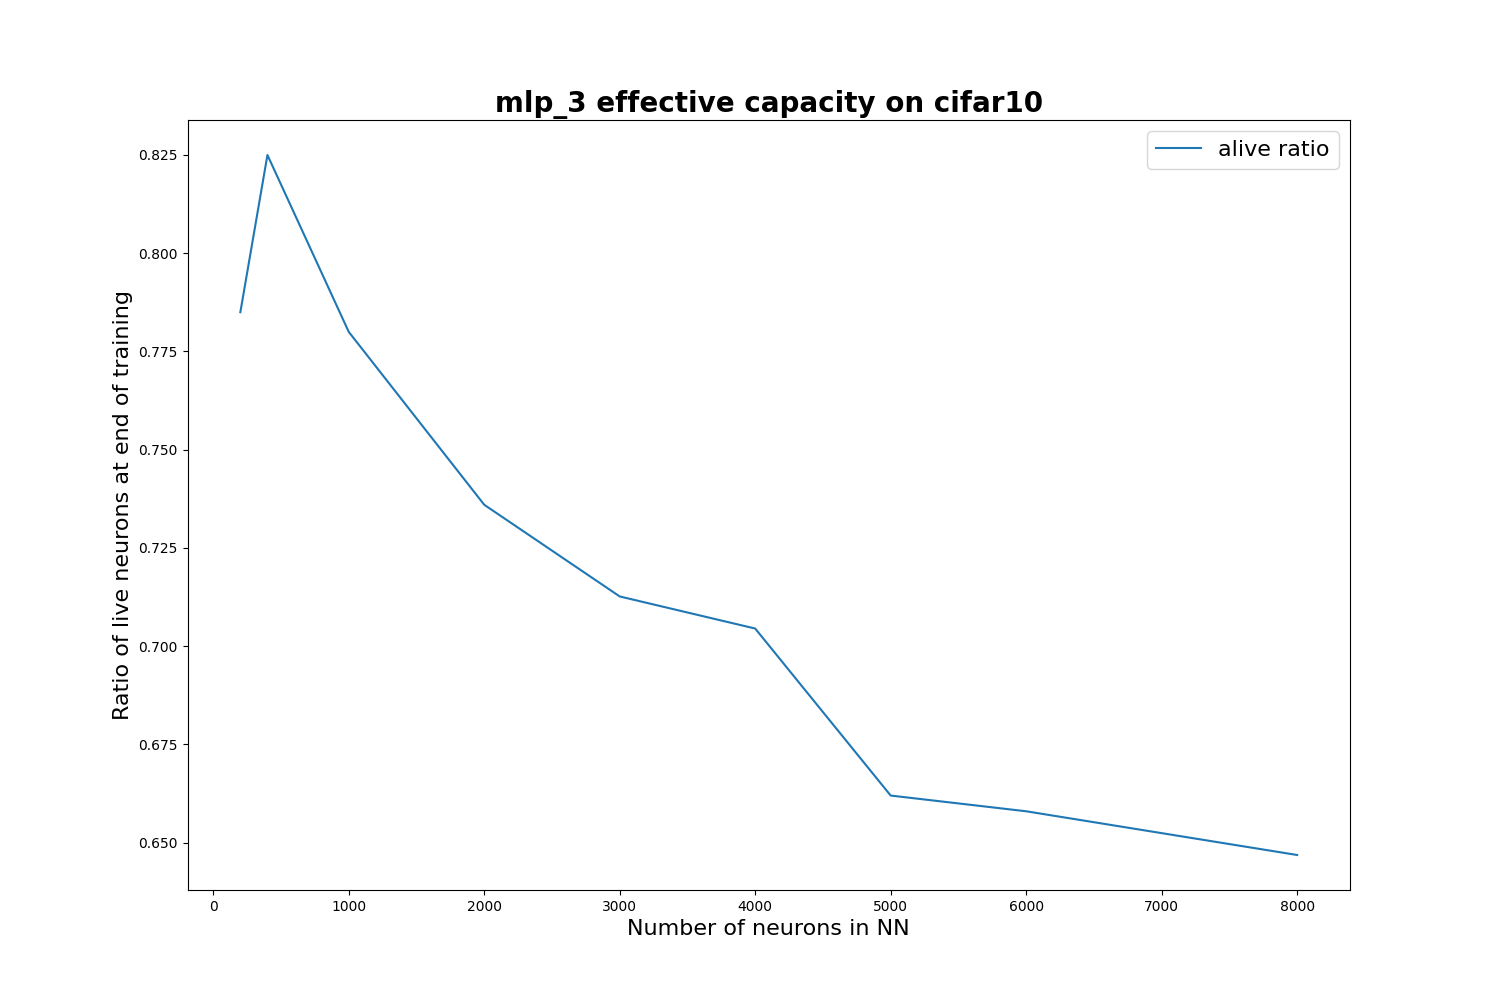 mlp_3 effective capacity on cifar10
alive ratio
Ratio of live neurons at end of training
0.825
0.800
0.775
0.750
0.725
0.700
0.675
0.650
0 1000 2000 3000 4000 5000 6000 7000 8000
Number of neurons in NN